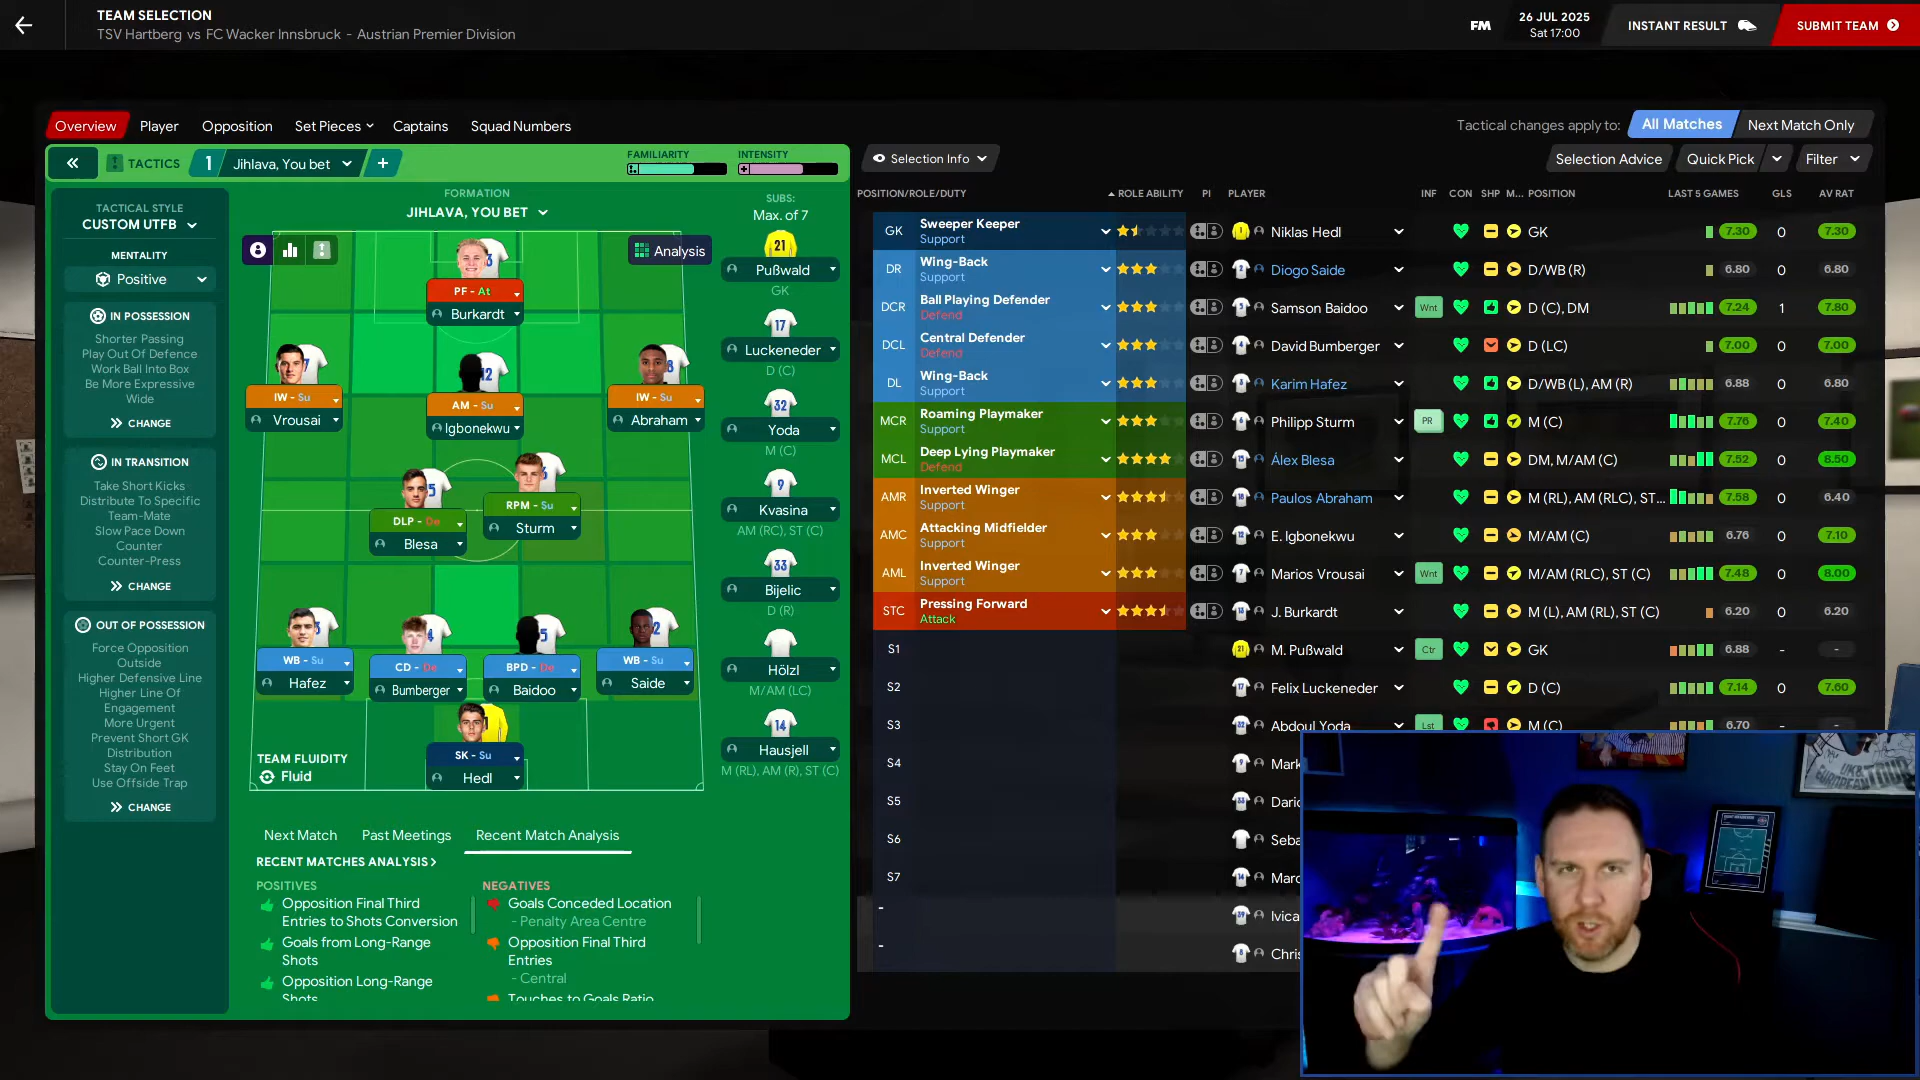 TEAM SELECTION
TSV Hartberg vs FC Wacker Innsbruck - Austrian Premier Division
FM
26 JUL 2025
Sat 17:00
INSTANT RESULT
SUBMIT TEAM
Overview
Player
Opposition
Set Pieces
Captains
Squad Numbers
Tactical changes apply to:
All Matches
Next Match Only
TACTICS
1
Jihlava, You bet
FAMILIARITY
INTENSITY
Selection Info
Selection Advice
Quick Pick
Filter
TACTICAL STYLE
CUSTOM UTFB
MENTALITY
Positive
IN POSSESSION
Shorter Passing
Play Out Of Defence
Work Ball Into Box
Be More Expressive
Wide
CHANGE
IN TRANSITION
Take Short Kicks
Distribute To Specific
Team-Mate
Slow Pace Down
Counter
Counter-Press
CHANGE
OUT OF POSSESSION
Force Opposition
Outside
Higher Defensive Line
Higher Line Of
Engagement
More Urgent
Prevent Short GK
Distribution
Stay On Feet
Use Offside Trap
CHANGE
FORMATION
JIHLAVA, YOU BET
Analysis
PF - At
Burkardt
IW - Su
Vrousai
AM - Su
Igbonekwu
IW - Su
Abraham
DLP - De
Blesa
RPM - Su
Sturm
WB - Su
Hafez
CD - De
Bumberger
BPD - De
Baidoo
WB - Su
Saide
SK - Su
Hedl
TEAM FLUIDITY
Fluid
SUBS:
Max. of 7
21
Pußwald
GK
17
Luckeneder
D (C)
32
Yoda
M (C)
9
Kvasina
AM (RC), ST (C)
33
Bijelic
D (R)
Hölzl
M/AM (LC)
14
Hausjell
M (RL), AM (R), ST (C)
Next Match
Past Meetings
Recent Match Analysis
RECENT MATCHES ANALYSIS
POSITIVES
Opposition Final Third
Entries to Shots Conversion
Goals from Long-Range
Shots
Opposition Long-Range
Shots
NEGATIVES
Goals Conceded Location
- Penalty Area Centre
Opposition Final Third
Entries
- Central
Touches to Goals Ratio
POSITION/ROLE/DUTY
ROLE ABILITY
PI
PLAYER
INF
CON
SHP
M...
POSITION
LAST 5 GAMES
GLS
AV RAT
GK
Sweeper Keeper
Support
Niklas Hedl
GK
7.30
0
7.30
DR
Wing-Back
Support
Diogo Saide
D/WB (R)
6.80
0
6.80
DCR
Ball Playing Defender
Defend
Samson Baidoo
Wnt
D (C), DM
7.24
1
7.80
DCL
Central Defender
Defend
David Bumberger
D (LC)
7.00
0
7.00
DL
Wing-Back
Support
Karim Hafez
D/WB (L), AM (R)
6.88
0
6.80
MCR
Roaming Playmaker
Support
Philipp Sturm
PR
M (C)
7.76
0
7.40
MCL
Deep Lying Playmaker
Defend
Álex Blesa
DM, M/AM (C)
7.52
0
8.50
AMR
Inverted Winger
Support
Paulos Abraham
M (RL), AM (RLC), ST...
7.58
0
6.40
AMC
Attacking Midfielder
Support
E. Igbonekwu
M/AM (C)
6.76
0
7.10
AML
Inverted Winger
Support
Marios Vrousai
Wnt
M/AM (RLC), ST (C)
7.48
0
8.00
STC
Pressing Forward
Attack
J. Burkardt
M (L), AM (RL), ST (C)
6.20
0
6.20
S1
M. Pußwald
Ctr
GK
6.88
-
-
S2
Felix Luckeneder
D (C)
7.14
0
7.60
S3
Abdoul Yoda
Lst
M (C)
6.70
-
-
S4
Mark
S5
Daric
S6
Seba
S7
Marc
-
Ivica
-
Chris